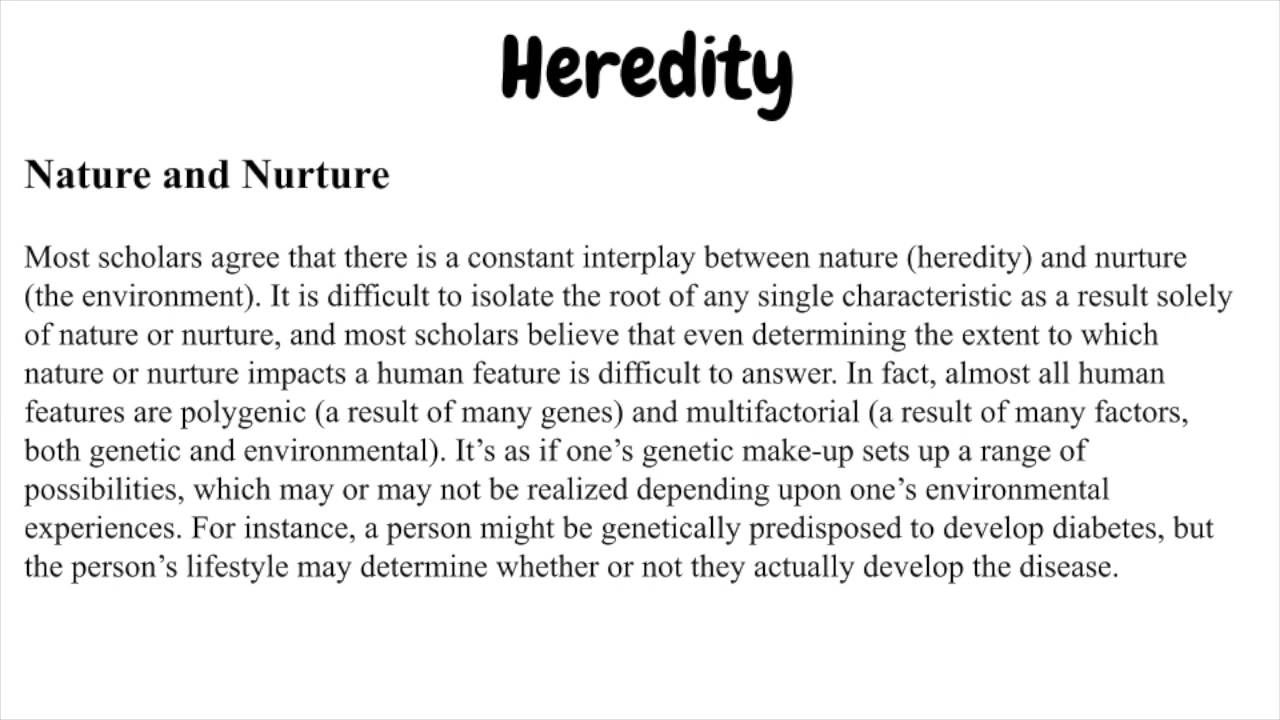 Heredity
Nature and Nurture
Most scholars agree that there is a constant interplay between nature (heredity) and nurture
(the environment). It is difficult to isolate the root of any single characteristic as a result solely
of nature or nurture, and most scholars believe that even determining the extent to which
nature or nurture impacts a human feature is difficult to answer. In fact, almost all human
features are polygenic (a result of many genes) and multifactorial (a result of many factors,
both genetic and environmental). It’s as if one’s genetic make-up sets up a range of
possibilities, which may or may not be realized depending upon one’s environmental
experiences. For instance, a person might be genetically predisposed to develop diabetes, but
the person’s lifestyle may determine whether or not they actually develop the disease.